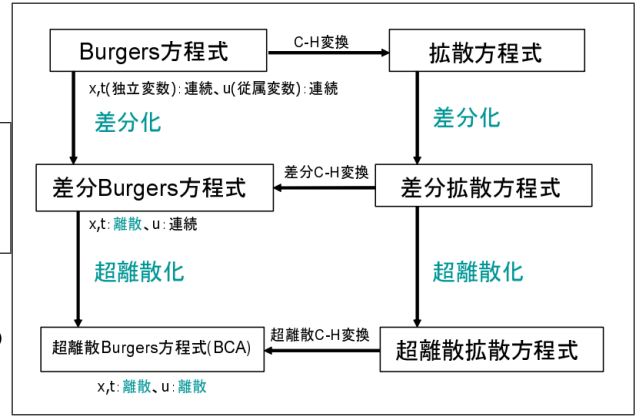 C-H変換
Burgers方程式
拡散方程式
x,t(独立変数):連続、u(従属変数):連続
差分化
差分化
差分C-H変換
差分Burgers方程式
差分拡散方程式
x,t:離散、u:連続
超離散化
超離散化
超離散C-H変換
超離散Burgers方程式(BCA)
超離散拡散方程式
x,t:離散、u:離散